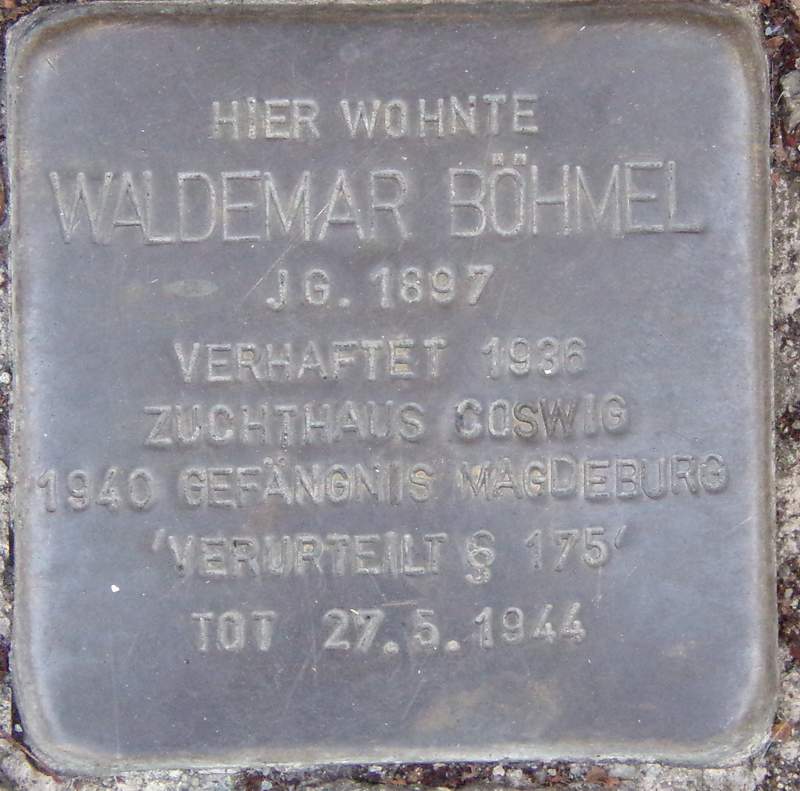 HIER WOHNTE
WALDEMAR BÖHMEL
JG. 1897
VERHAFTET 1936
ZUCHTHAUS COSWIG
1940 GEFÄNGNIS MAGDEBURG
'VERURTEILT § 175'
TOT 27.5.1944